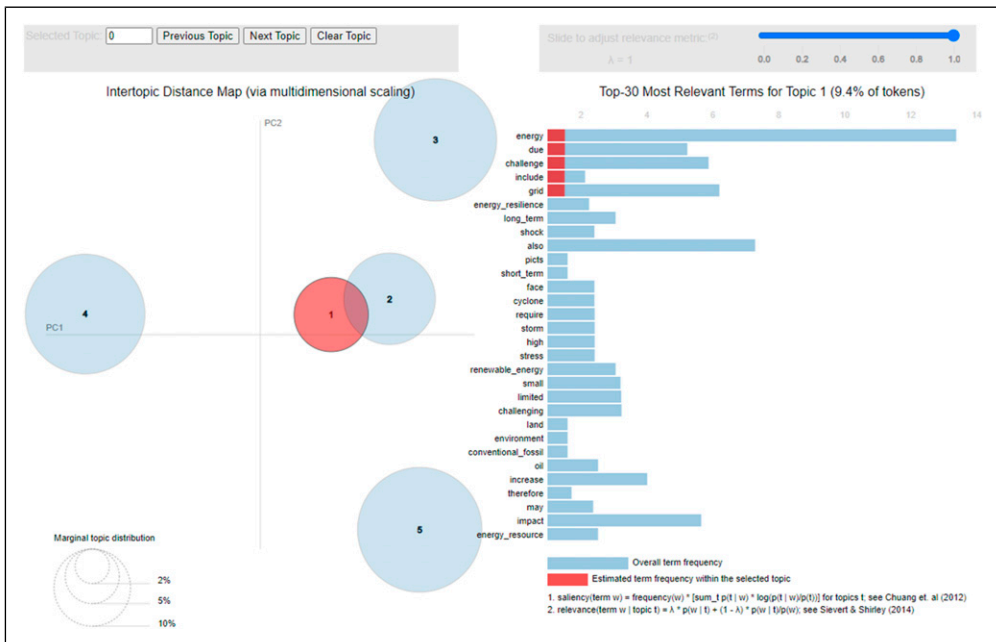 Selected Topic: 0 Previous Topic Next Topic Clear Topic
Slide to adjust relevance metric:(2)
λ = 1
0.0 0.2 0.4 0.6 0.8 1.0
Intertopic Distance Map (via multidimensional scaling)
PC2
PC1
3
4
1
2
5
Marginal topic distribution
2%
5%
10%
Top-30 Most Relevant Terms for Topic 1 (9.4% of tokens)
2 4 6 8 10 12 14
energy
due
challenge
include
grid
energy_resilience
long_term
shock
also
picts
short_term
face
cyclone
require
storm
high
stress
renewable_energy
small
limited
challenging
land
environment
conventional_fossil
oil
increase
therefore
may
impact
energy_resource
Overall term frequency
Estimated term frequency within the selected topic
1. saliency(term w) = frequency(w) * [sum_t p(t | w) * log(p(t | w)/p(t))] for topics t; see Chuang et. al (2012)
2. relevance(term w | topic t) = λ * p(w | t) + (1 - λ) * p(w | t)/p(w); see Sievert & Shirley (2014)